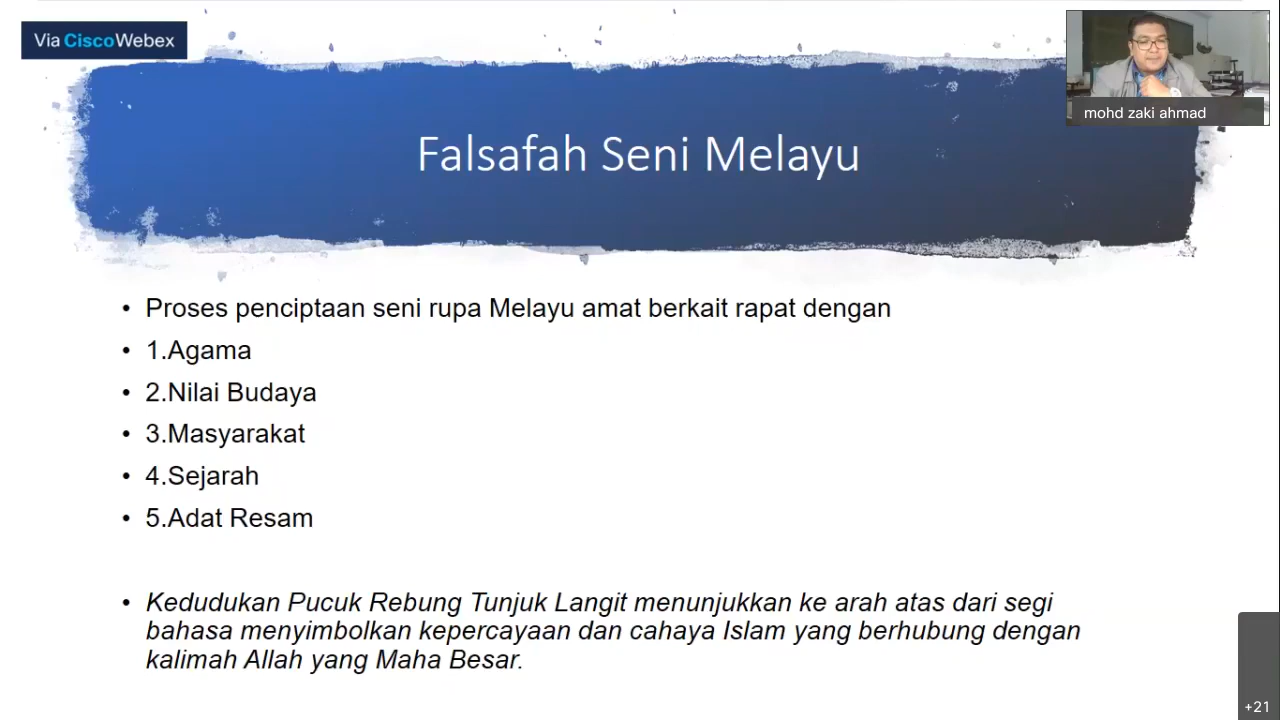 Via Cisco Webex
mohd zaki ahmad
Falsafah Seni Melayu
• Proses penciptaan seni rupa Melayu amat berkait rapat dengan
• 1.Agama
• 2.Nilai Budaya
• 3.Masyarakat
• 4.Sejarah
• 5.Adat Resam
• Kedudukan Pucuk Rebung Tunjuk Langit menunjukkan ke arah atas dari segi
bahasa menyimbolkan kepercayaan dan cahaya Islam yang berhubung dengan
kalimah Allah yang Maha Besar.
+21